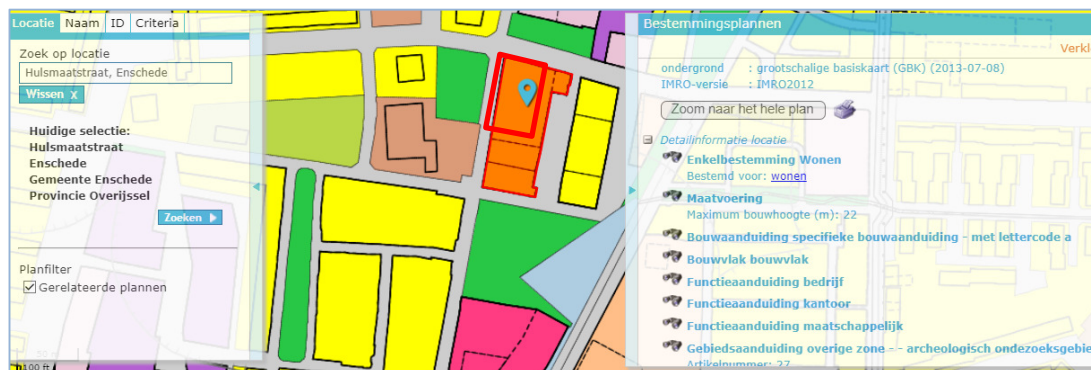 Locatie Naam ID Criteria
Zoek op locatie
Hulsmaatstraat, Enschede
Wissen x
Huidige selectie:
Hulsmaatstraat
Enschede
Gemeente Enschede
Provincie Overijssel
Zoeken
Planfilter
Gerelateerde plannen
50 m
100 ft
Bestemmingsplannen
Verkl
ondergrond : grootschalige basiskaart (GBK) (2013-07-08)
IMRO-versie : IMRO2012
Zoom naar het hele plan
Detailinformatie locatie
Enkelbestemming Wonen
Bestemd voor: wonen
Maatvoering
Maximum bouwhoogte (m): 22
Bouwaanduiding specifieke bouwaanduiding - met lettercode a
Bouwvlak bouwvlak
Functieaanduiding bedrijf
Functieaanduiding kantoor
Functieaanduiding maatschappelijk
Gebiedsaanduiding overige zone - - archeologisch ondezoeksgebie
Artikelnummer: 27